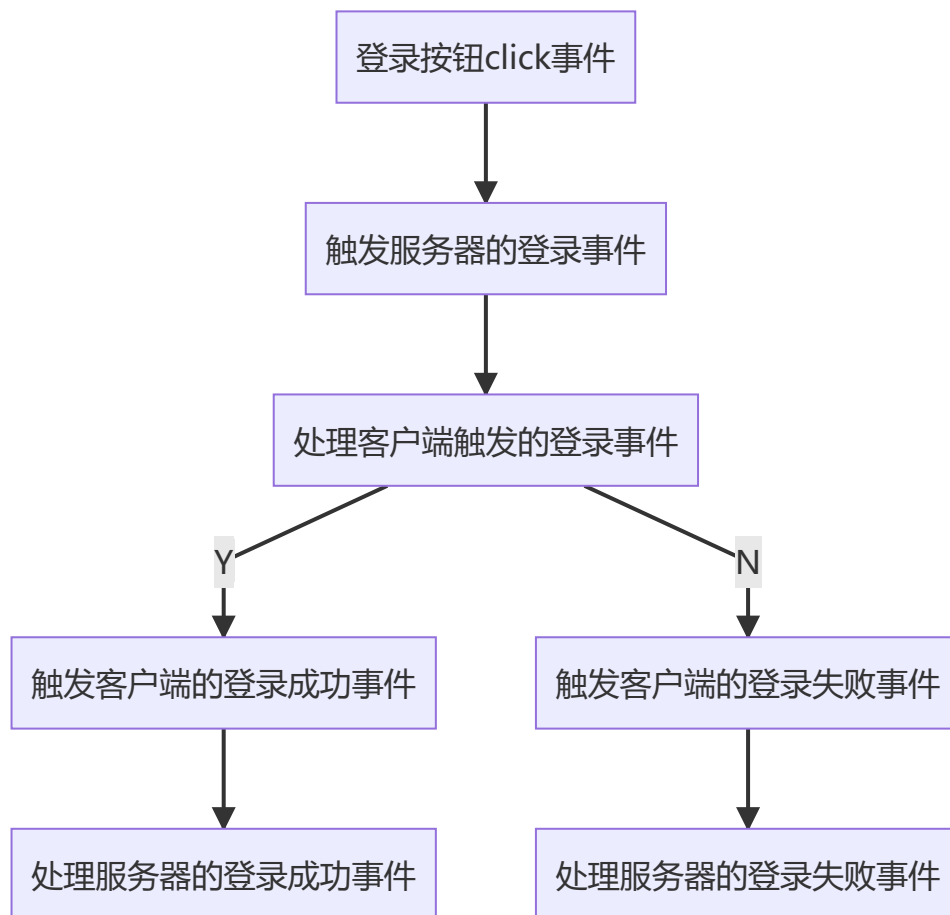 登录按钮click事件
触发服务器的登录事件
处理客户端触发的登录事件
Y
N
触发客户端的登录成功事件
触发客户端的登录失败事件
处理服务器的登录成功事件
处理服务器的登录失败事件